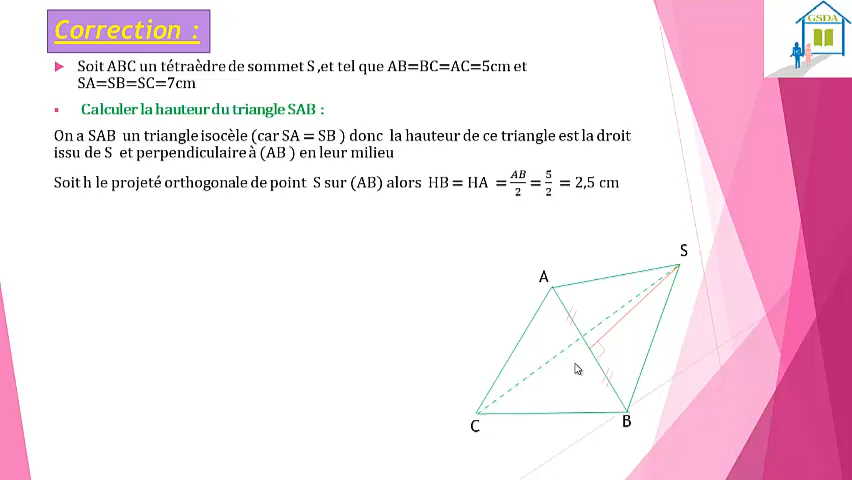 Correction :
GSDA
Soit ABC un tétraèdre de sommet S ,et tel que AB=BC=AC=5cm et
SA=SB=SC=7cm
Calculer la hauteur du triangle SAB :
On a SAB un triangle isocèle (car SA = SB ) donc la hauteur de ce triangle est la droit
issu de S et perpendiculaire à (AB ) en leur milieu
Soit h le projeté orthogonale de point S sur (AB) alors HB = HA = AB/2 = 5/2 = 2,5 cm
S
A
C
B